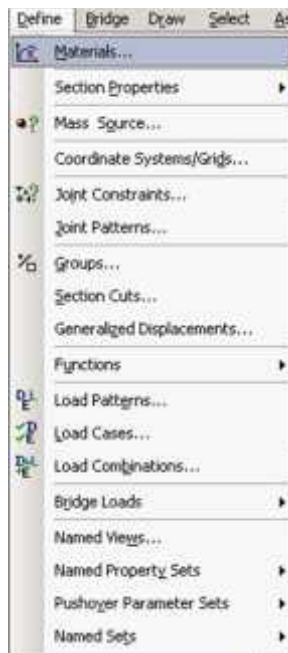 Define Bridge Draw Select
Materials...
Section Properties
Mass Source...
Coordinate Systems/Grids...
Joint Constraints...
Joint Patterns...
Groups...
Section Cuts...
Generalized Displacements...
Functions
Load Patterns...
Load Cases...
Load Combinations...
Bridge Loads
Named Views...
Named Property Sets
Pushover Parameter Sets
Named Sets